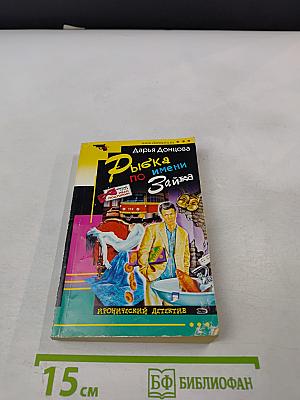 Дарья Донцова
Рыбка
по имени
Зайка
ИРОНИЧЕСКИЙ ДЕТЕКТИВ
15 см
БФ БИБЛИОФАН